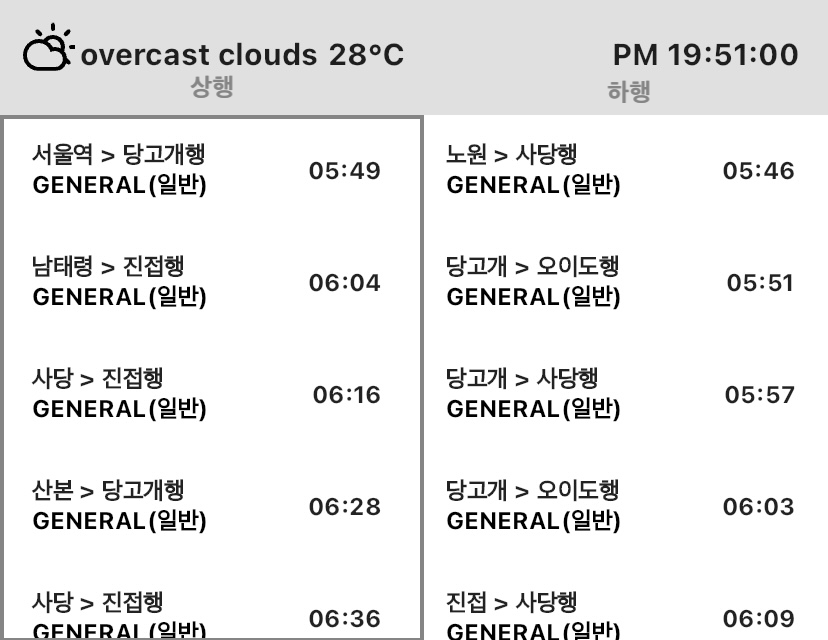 overcast clouds 28°C
PM 19:51:00
상행
하행
서울역 > 당고개행
GENERAL(일반)
05:49
남태령 > 진접행
GENERAL(일반)
06:04
사당 > 진접행
GENERAL(일반)
06:16
산본 > 당고개행
GENERAL(일반)
06:28
사당 > 진접행
GENERAL(일반)
06:36
노원 > 사당행
GENERAL(일반)
05:46
당고개 > 오이도행
GENERAL(일반)
05:51
당고개 > 사당행
GENERAL(일반)
05:57
당고개 > 오이도행
GENERAL(일반)
06:03
진접 > 사당행
GENERAL(일반)
06:09